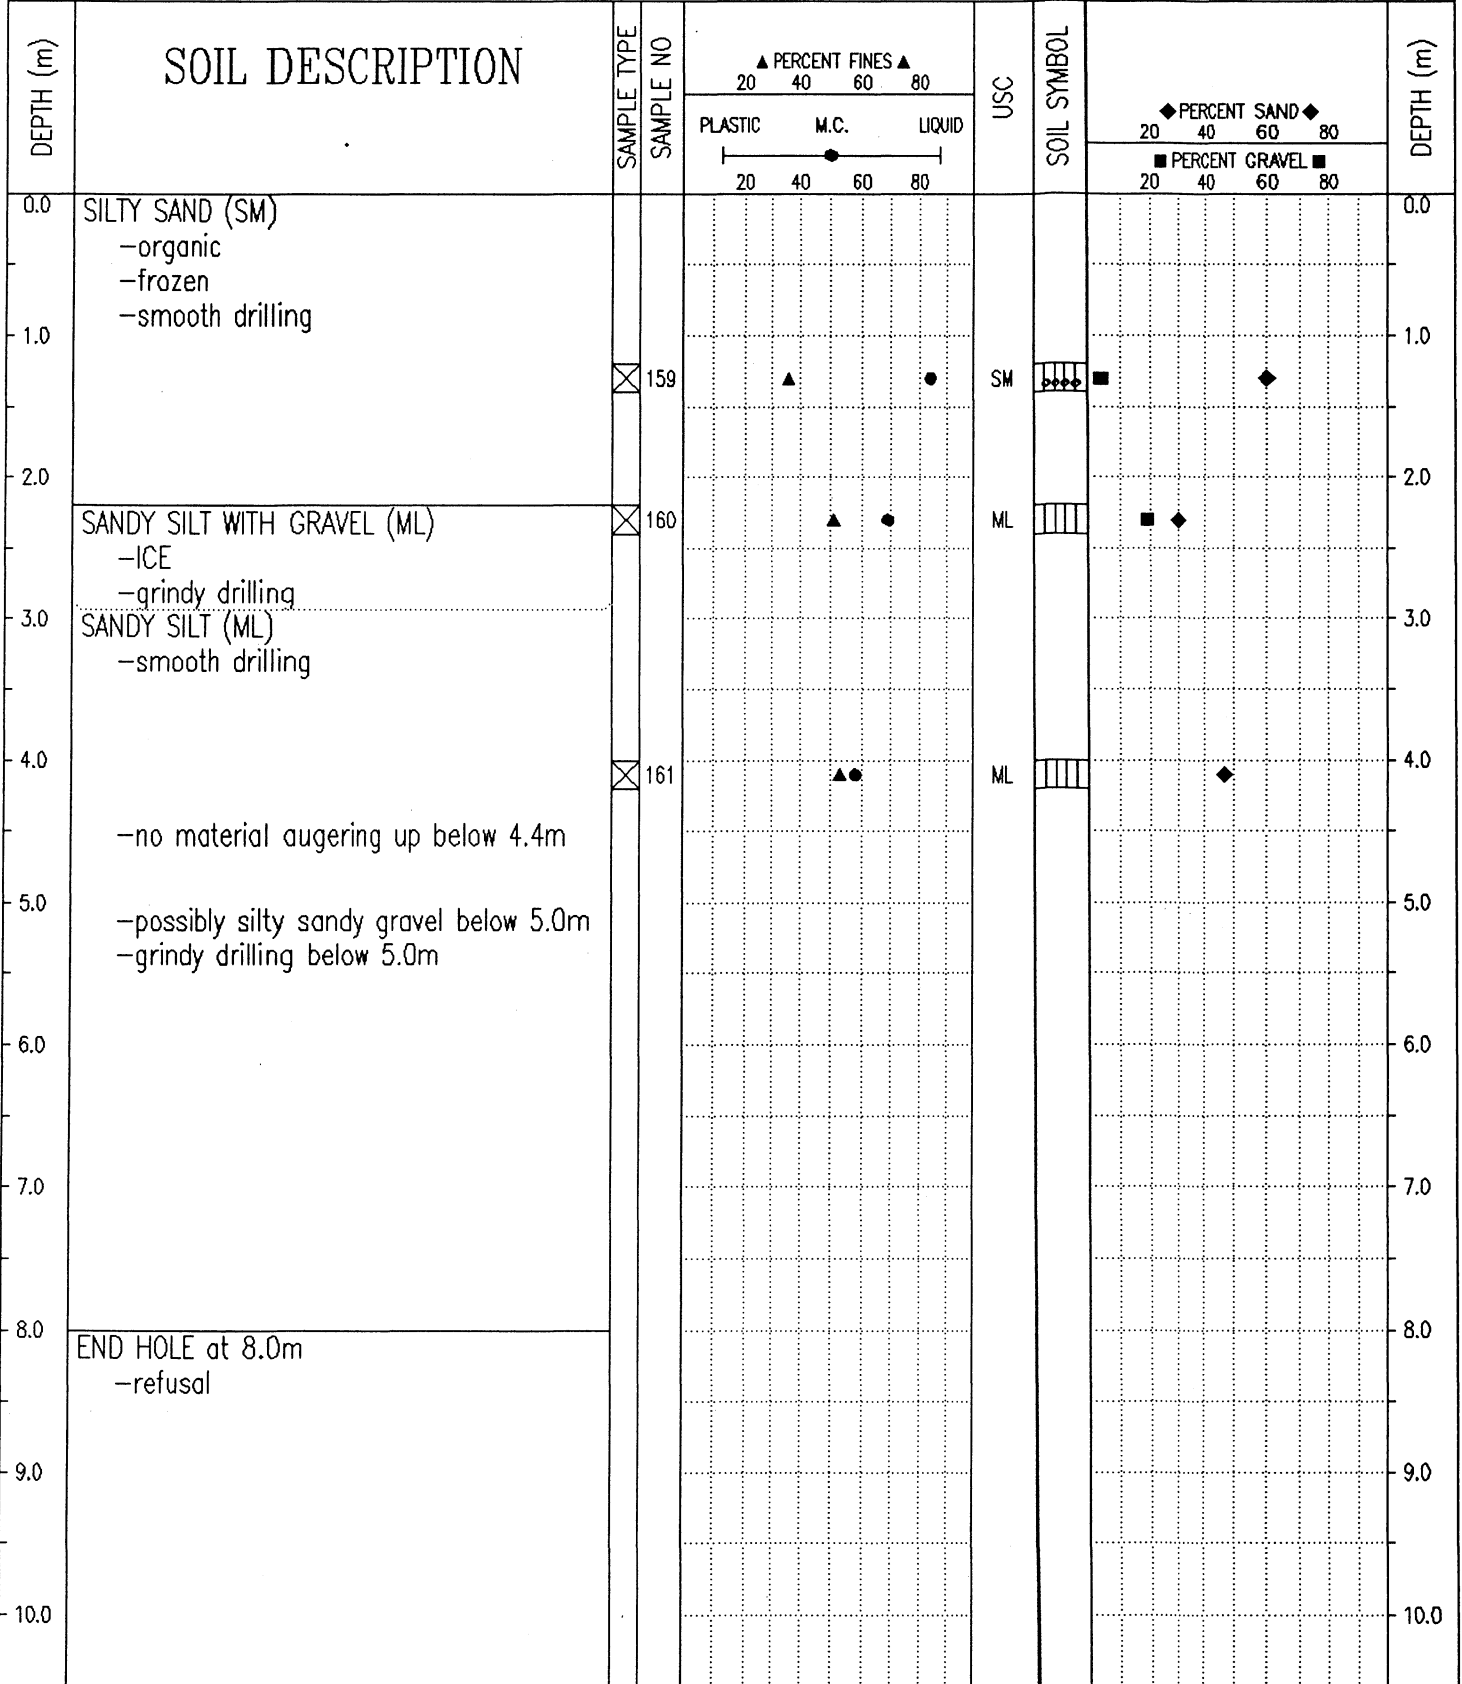 DEPTH (m)
SOIL DESCRIPTION
SAMPLE TYPE
SAMPLE NO
▲ PERCENT FINES ▲
20 40 60 80
PLASTIC M.C. LIQUID
20 40 60 80
USC
SOIL SYMBOL
◆ PERCENT SAND ◆
20 40 60 80
■ PERCENT GRAVEL ■
20 40 60 80
DEPTH (m)
0.0 0.0
SILTY SAND (SM)
-organic
-frozen
-smooth drilling
1.0 1.0
159 SM
2.0 2.0
SANDY SILT WITH GRAVEL (ML) 160 ML
-ICE
-grindy drilling
3.0 3.0
SANDY SILT (ML)
-smooth drilling
4.0 4.0
161 ML
-no material augering up below 4.4m
5.0 5.0
-possibly silty sandy gravel below 5.0m
-grindy drilling below 5.0m
6.0 6.0
7.0 7.0
8.0 8.0
END HOLE at 8.0m
-refusal
9.0 9.0
10.0 10.0